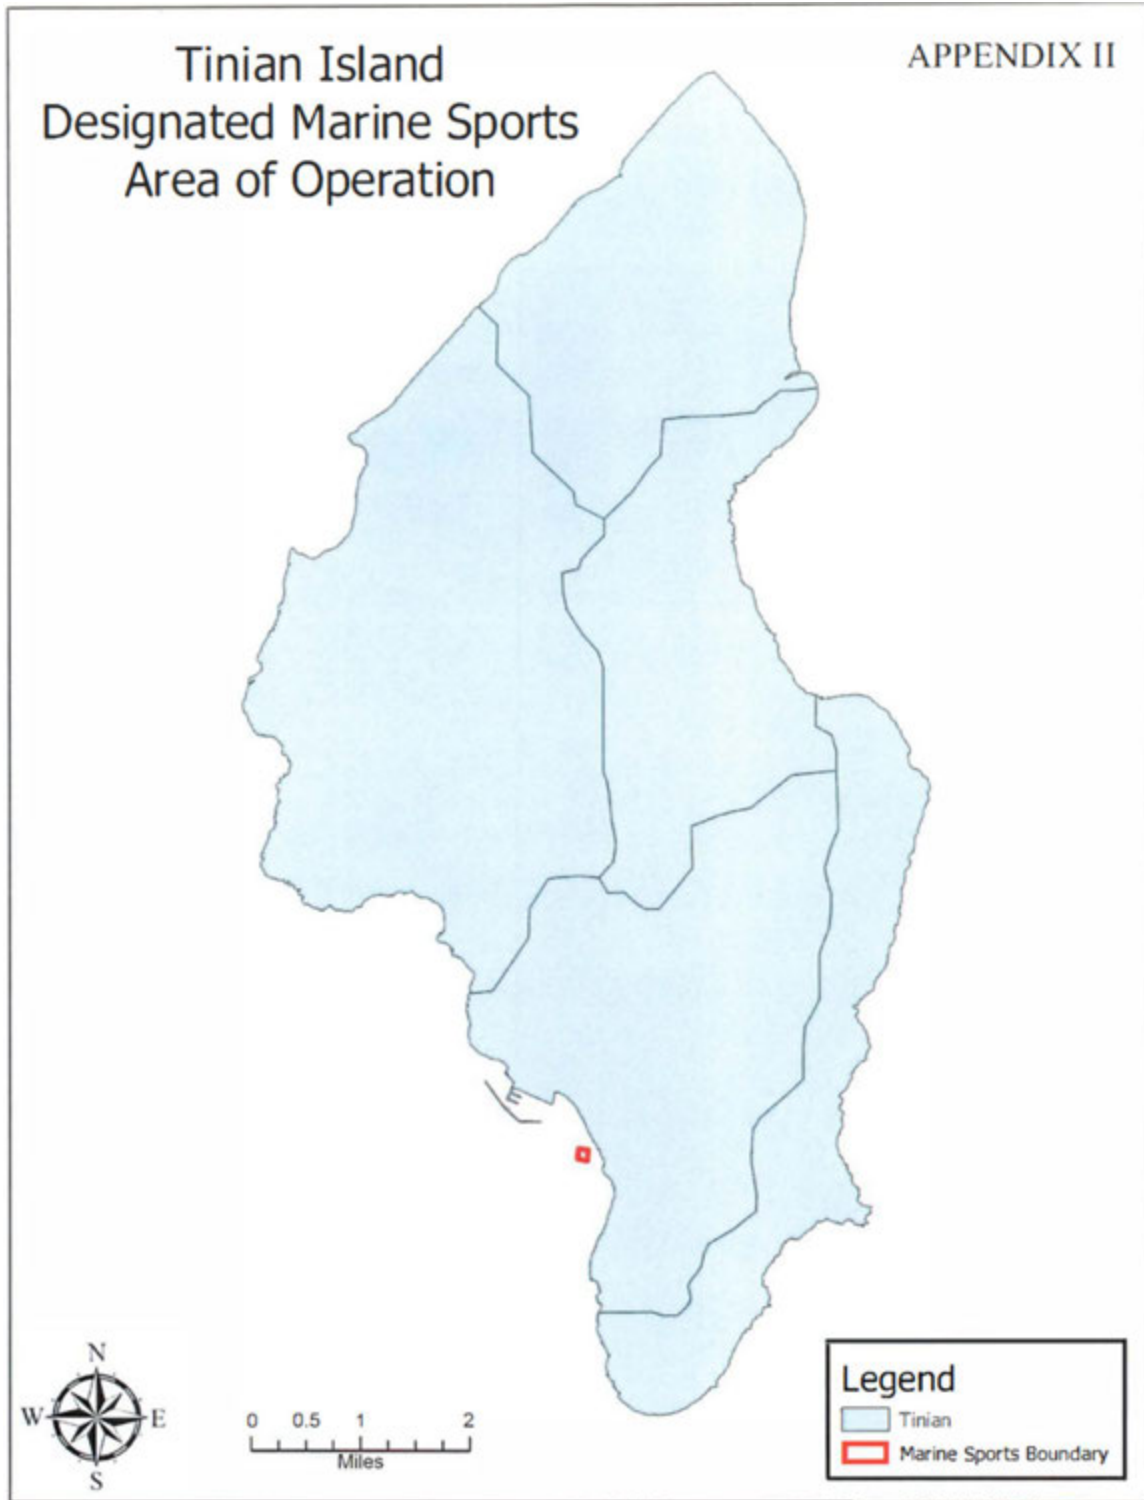 Tinian Island
Designated Marine Sports
Area of Operation
APPENDIX II
N
W E
S
0 0.5 1 2
Miles
Legend
Tinian
Marine Sports Boundary